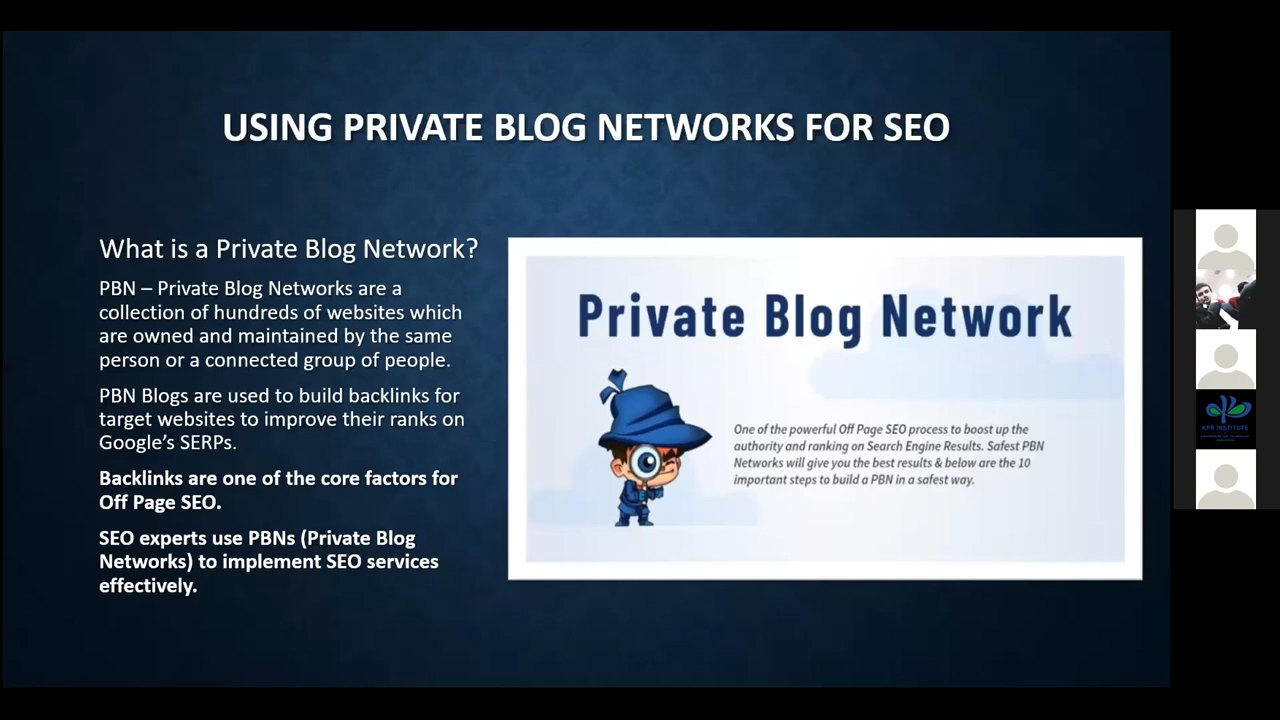 USING PRIVATE BLOG NETWORKS FOR SEO
What is a Private Blog Network?
PBN – Private Blog Networks are a
collection of hundreds of websites which
are owned and maintained by the same
person or a connected group of people.
PBN Blogs are used to build backlinks for
target websites to improve their ranks on
Google’s SERPs.
Backlinks are one of the core factors for
Off Page SEO.
SEO experts use PBNs (Private Blog
Networks) to implement SEO services
effectively.
Private Blog Network
One of the powerful Off Page SEO process to boost up the
authority and ranking on Search Engine Results. Safest PBN
Networks will give you the best results & below are the 10
important steps to build a PBN in a safest way.
KPR INSTITUTE